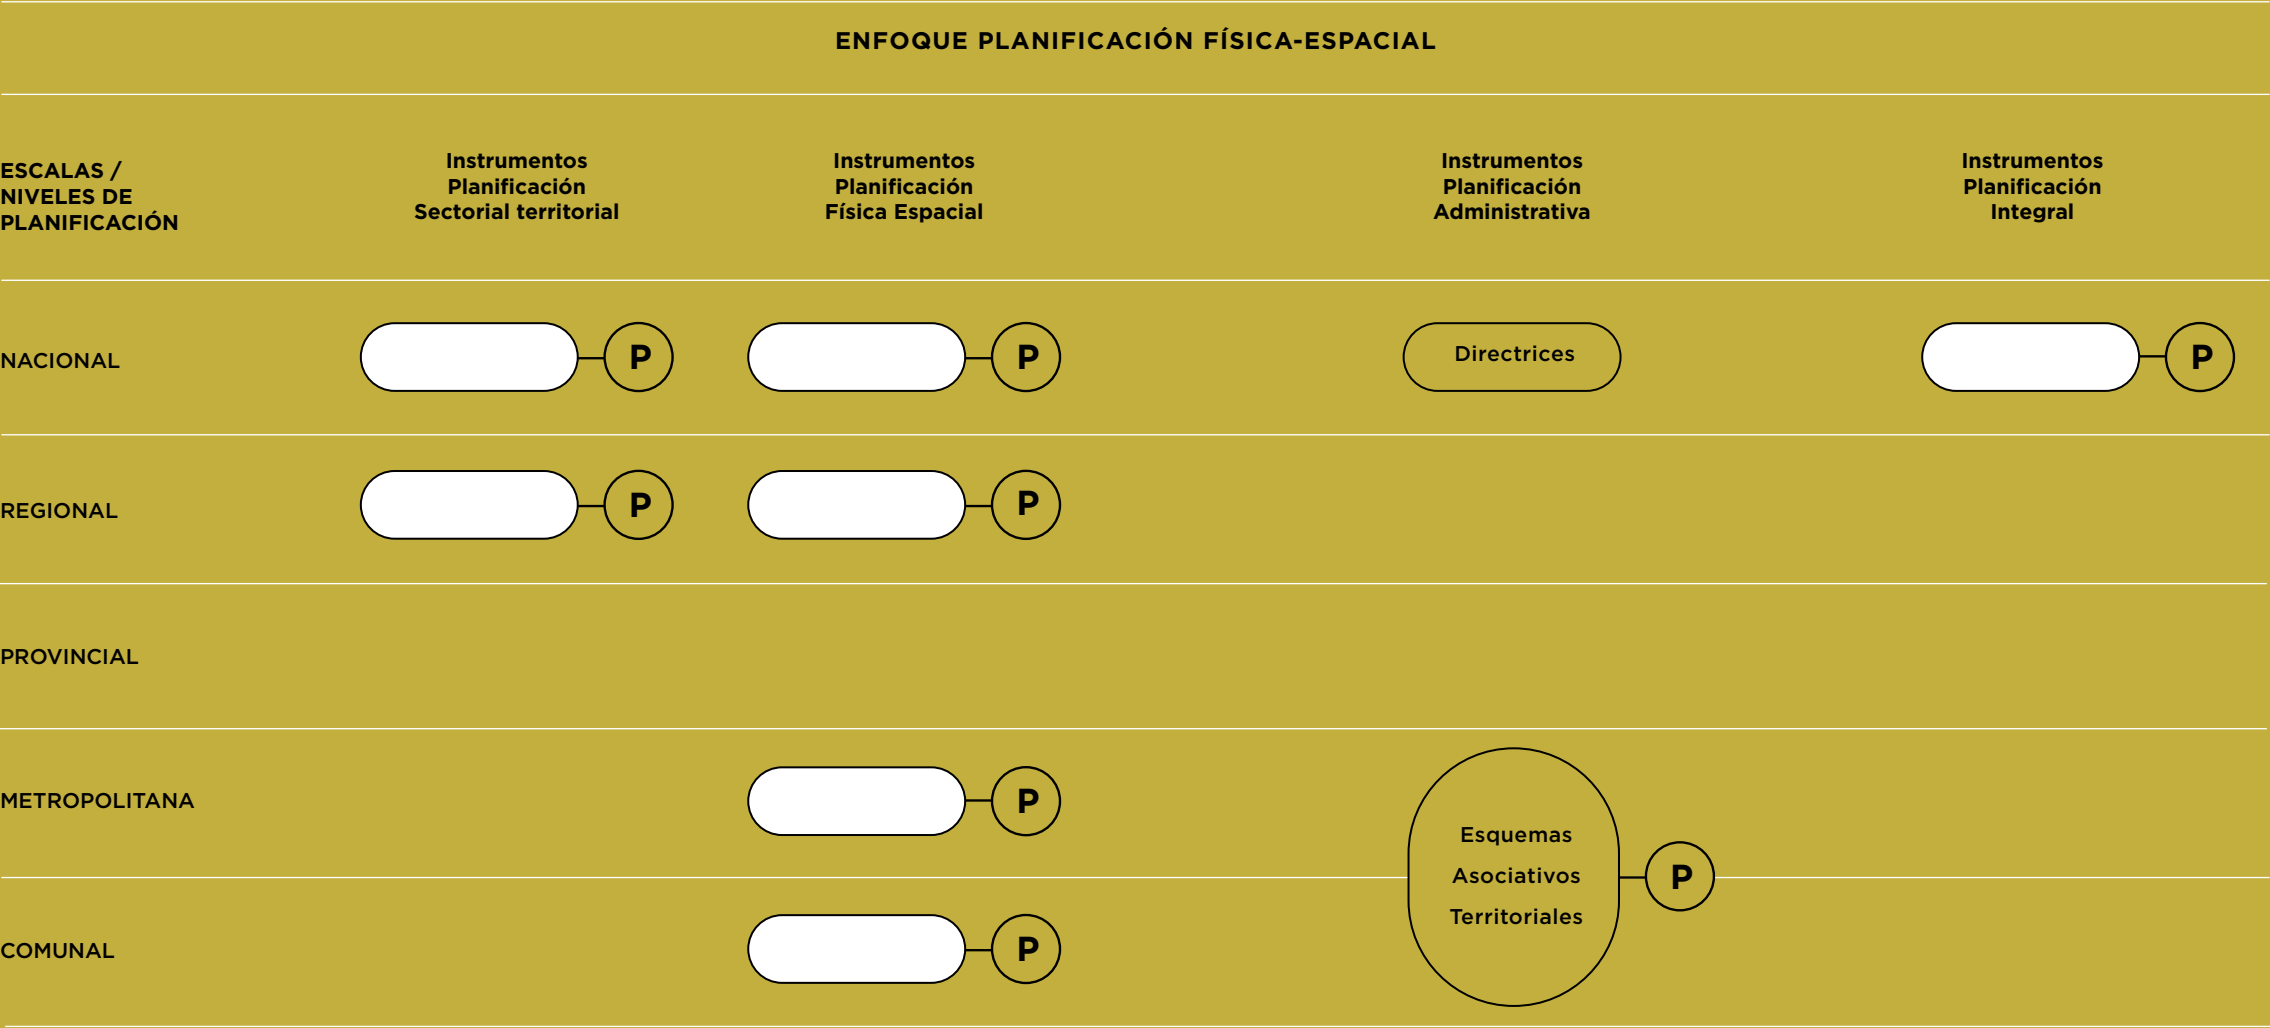 ENFOQUE PLANIFICACIÓN FÍSICA-ESPACIAL
ESCALAS /
NIVELES DE
PLANIFICACIÓN
Instrumentos
Planificación
Sectorial territorial
Instrumentos
Planificación
Física Espacial
Instrumentos
Planificación
Administrativa
Instrumentos
Planificación
Integral
NACIONAL
P
P
Directrices
P
REGIONAL
P
P
PROVINCIAL
METROPOLITANA
P
Esquemas
Asociativos
Territoriales
P
COMUNAL
P